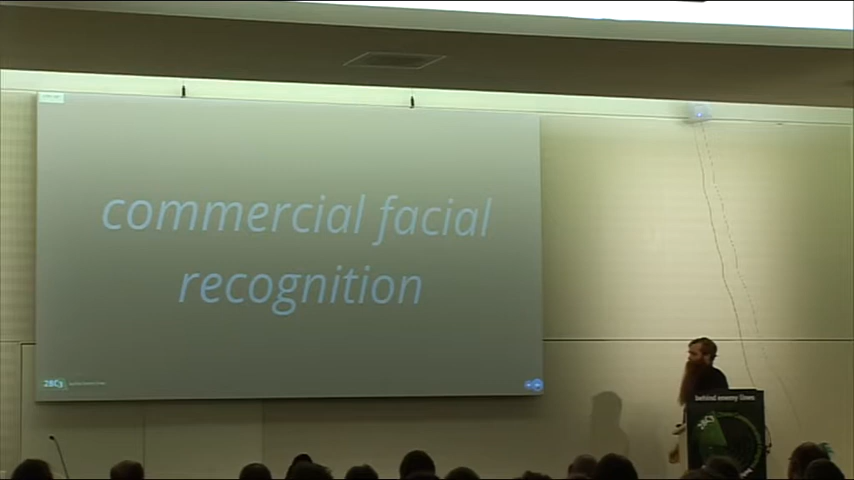 commercial facial
recognition
28C3
behind enemy lines